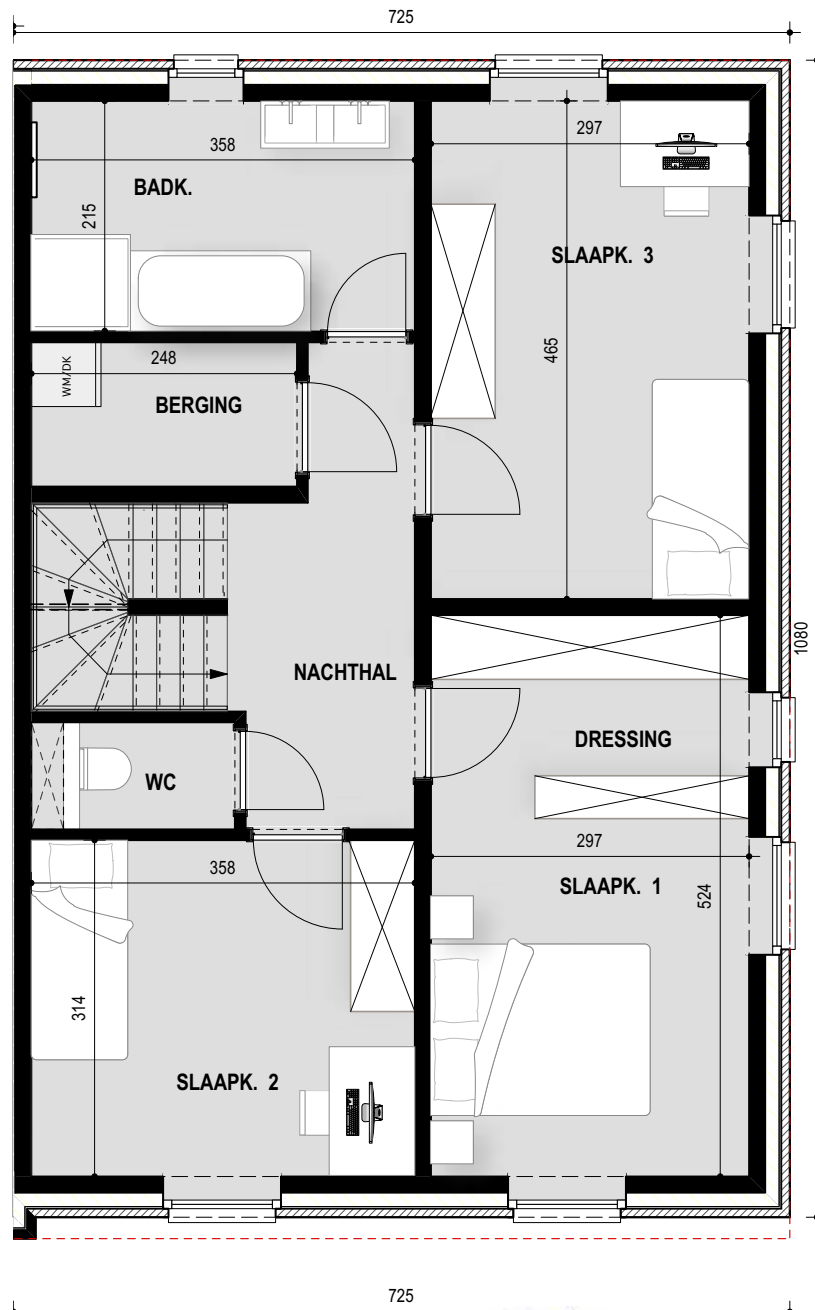 725
297
358
BADK.
215
SLAAPK. 3
465
WM/DK
248
BERGING
1080
NACHTHAL
DRESSING
WC
297
358
SLAAPK. 1
524
314
SLAAPK. 2
725